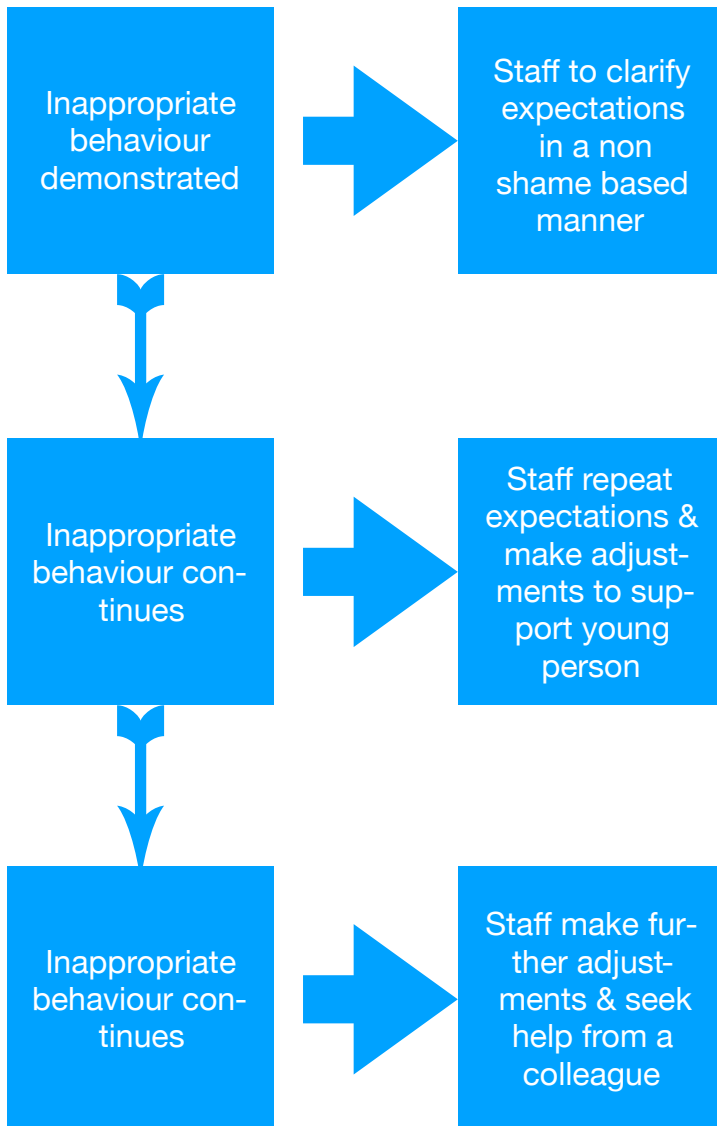 Inappropriate
behaviour
demonstrated
Staff to clarify
expectations
in a non
shame based
manner
Inappropriate
behaviour con-
tinues
Staff repeat
expectations &
make adjust-
ments to sup-
port young
person
Inappropriate
behaviour con-
tinues
Staff make fur-
ther adjust-
ments & seek
help from a
colleague